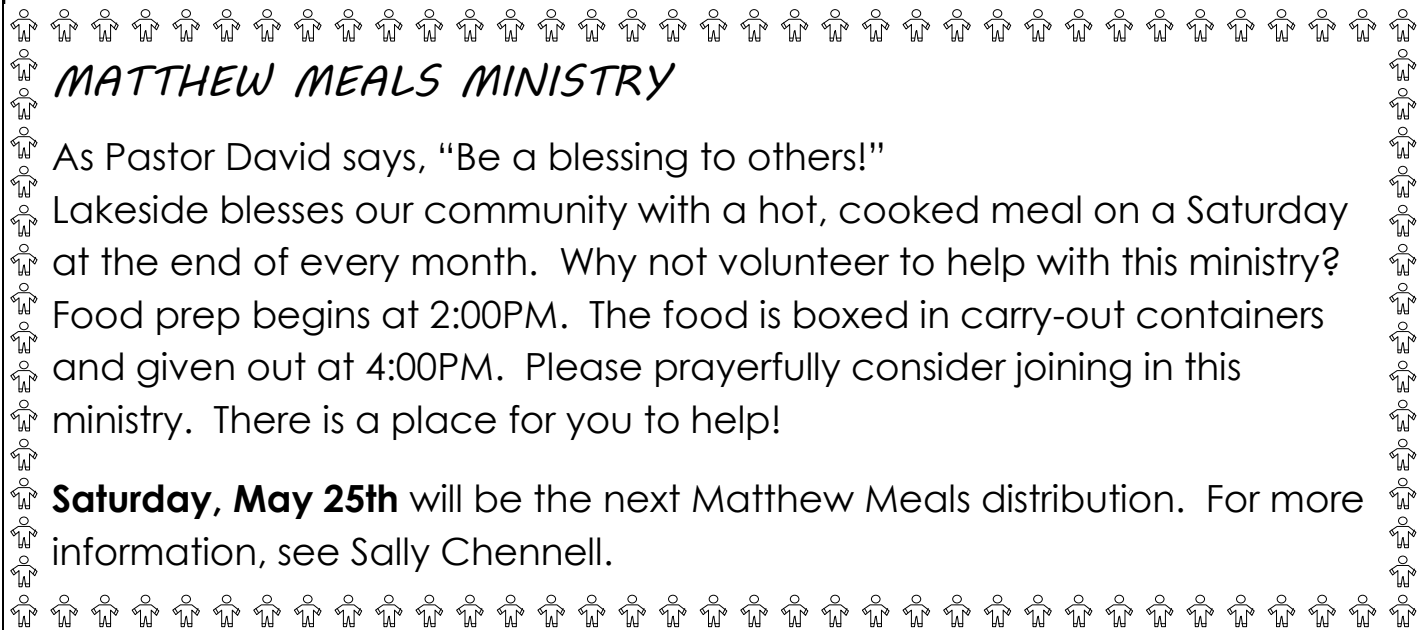 MATTHEW MEALS MINISTRY
As Pastor David says, “Be a blessing to others!”
Lakeside blesses our community with a hot, cooked meal on a Saturday
at the end of every month.  Why not volunteer to help with this ministry?
Food prep begins at 2:00PM.  The food is boxed in carry-out containers
and given out at 4:00PM.  Please prayerfully consider joining in this
ministry.  There is a place for you to help!
Saturday, May 25th will be the next Matthew Meals distribution.  For more
information, see Sally Chennell.